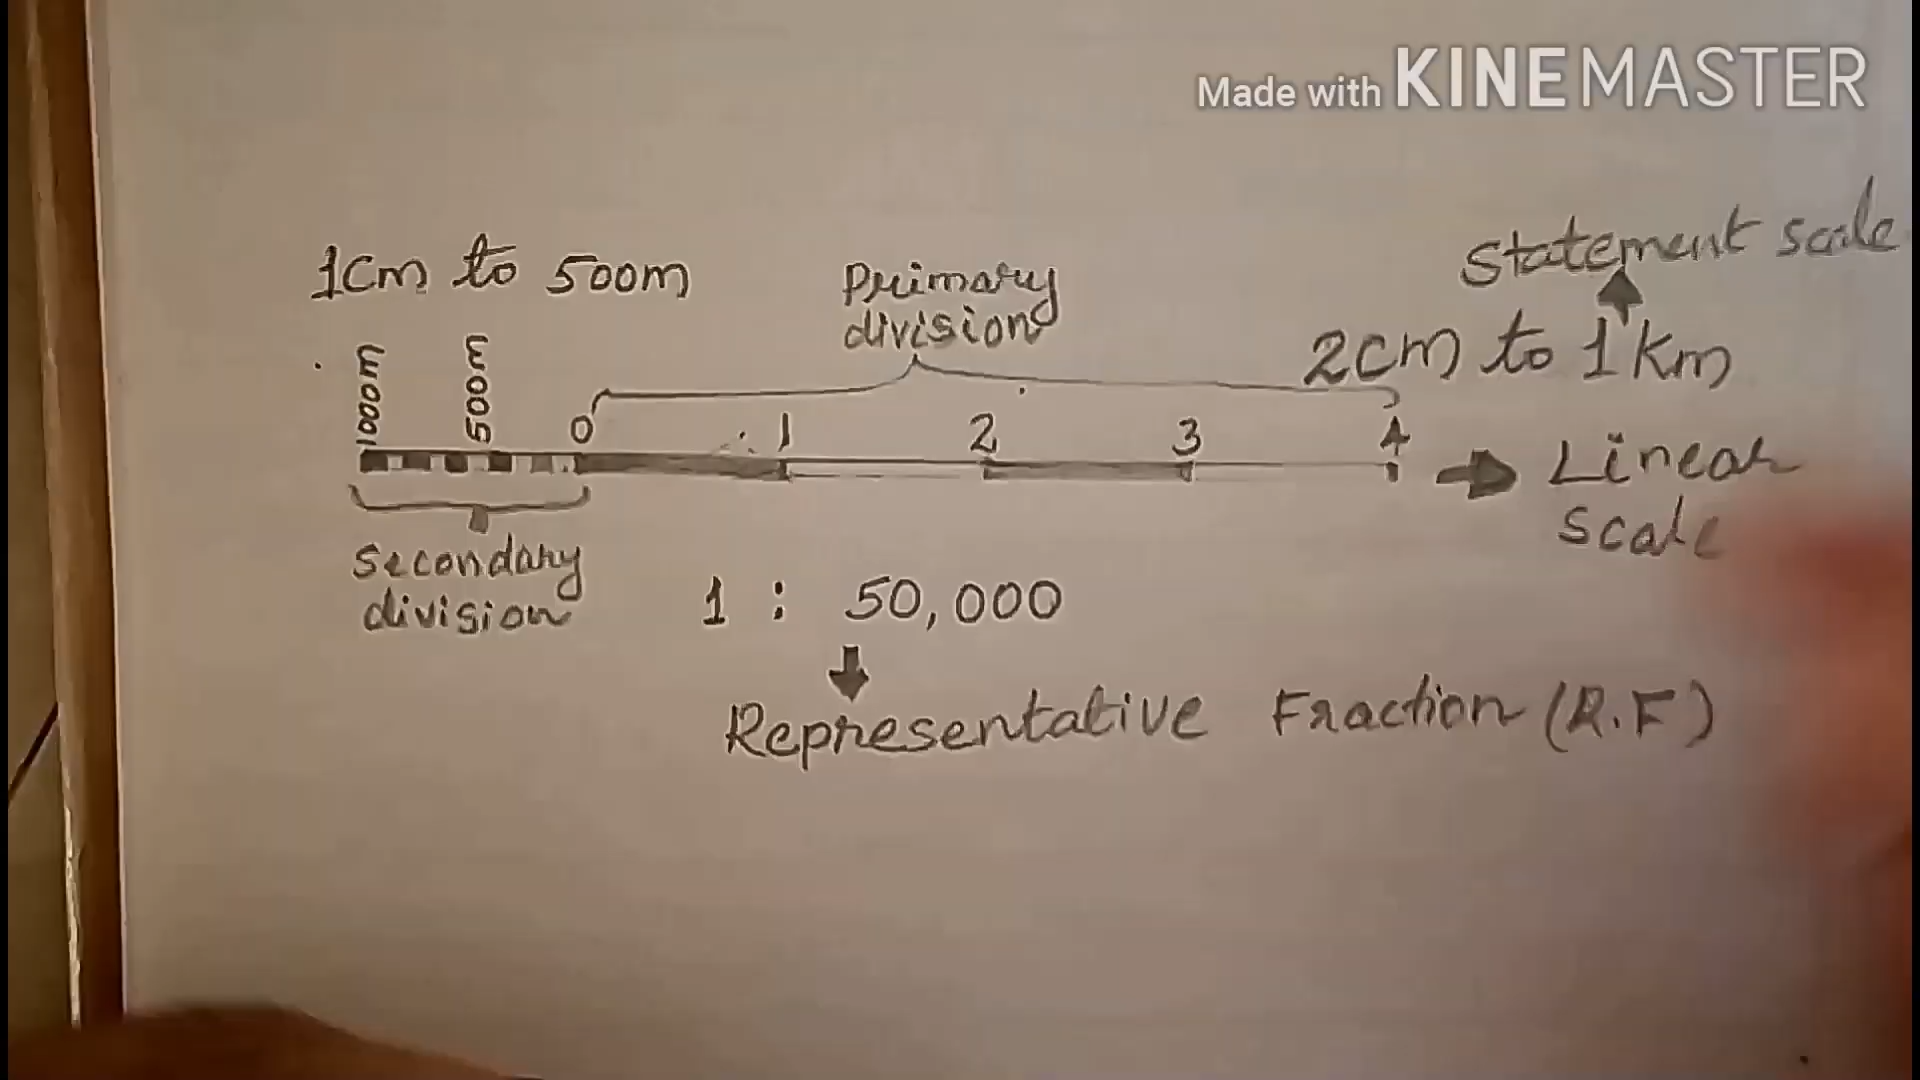 Made with KINEMASTER
Statement scale
1cm to 500m
Primary
division
2cm to 1km
1000m 500m 0 1 2 3 4
Linear
scale
secondary
division
1 : 50,000
Representative Fraction (R.F)